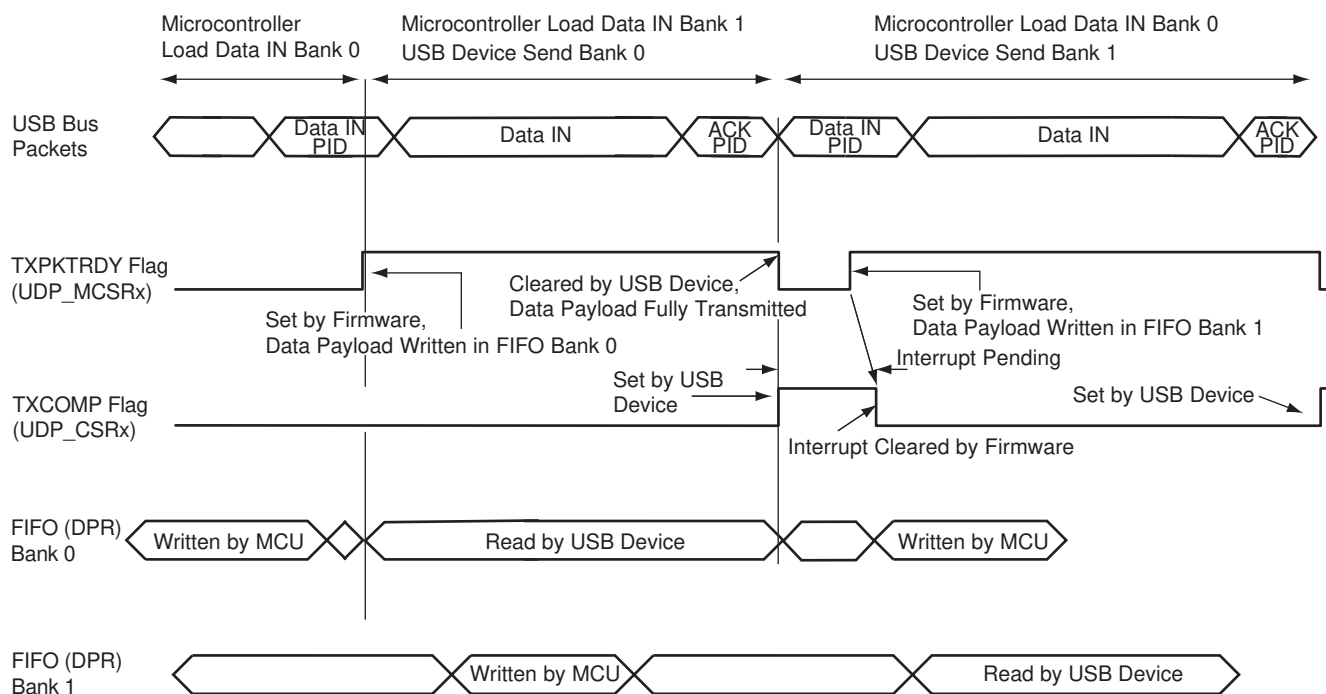 Microcontroller
Load Data IN Bank 0
Microcontroller Load Data IN Bank 1
USB Device Send Bank 0
Microcontroller Load Data IN Bank 0
USB Device Send Bank 1
USB Bus
Packets
Data IN
PID
Data IN
ACK
PID
Data IN
PID
Data IN
ACK
PID
TXPKTRDY Flag
(UDP_MCSRx)
Set by Firmware,
Data Payload Written in FIFO Bank 0
Cleared by USB Device,
Data Payload Fully Transmitted
Set by Firmware,
Data Payload Written in FIFO Bank 1
Interrupt Pending
TXCOMP Flag
(UDP_CSRx)
Set by USB
Device
Set by USB Device
Interrupt Cleared by Firmware
FIFO (DPR)
Bank 0
Written by MCU
Read by USB Device
Written by MCU
FIFO (DPR)
Bank 1
Written by MCU
Read by USB Device